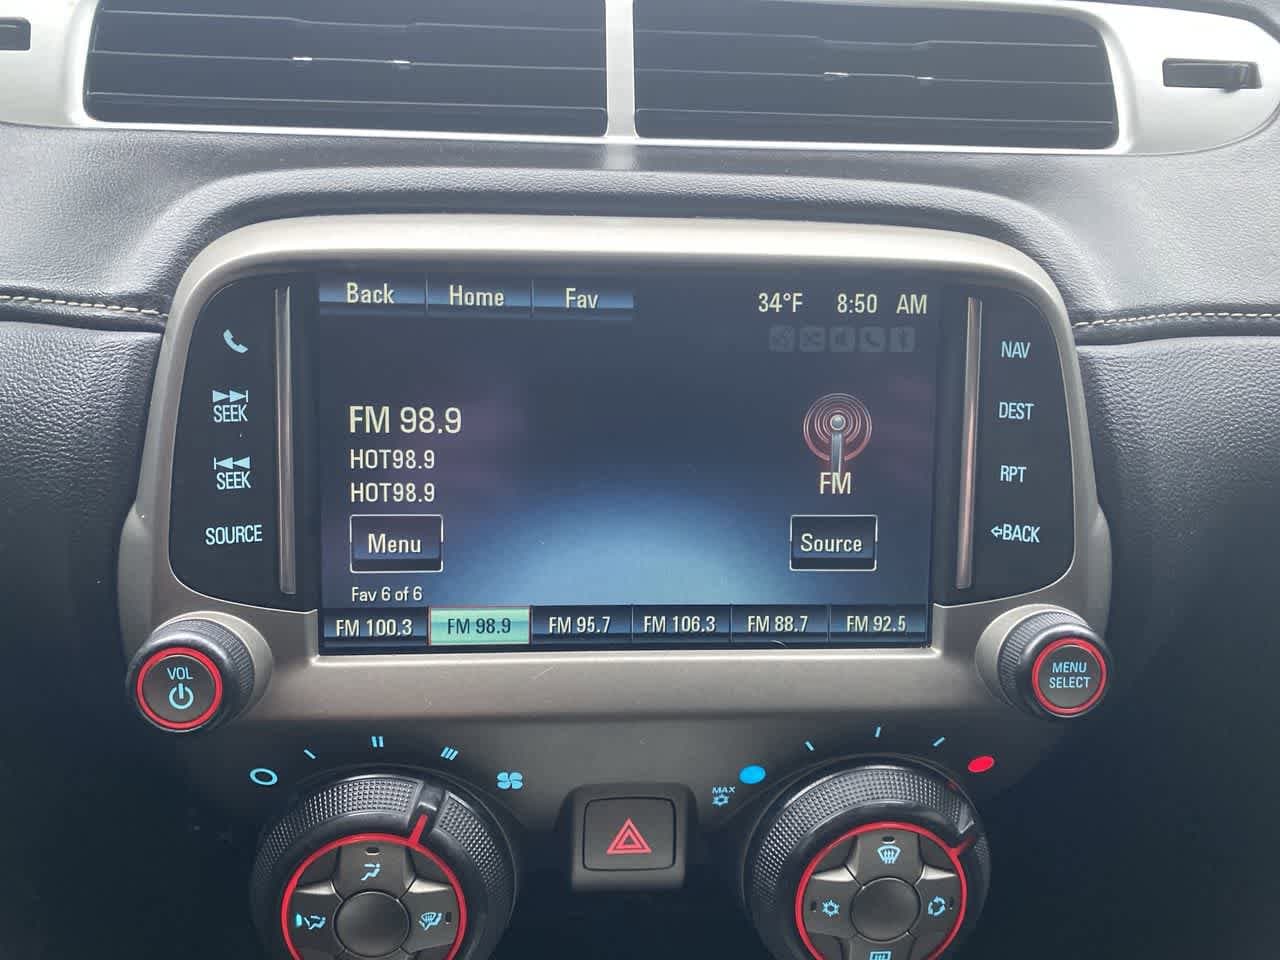 Back Home Fav
34°F 8:50 AM
SEEK
SEEK
SOURCE
FM 98.9
HOT98.9
HOT98.9
Menu
Fav 6 of 6
FM
Source
FM 100.3 FM 98.9 FM 95.7 FM 106.3 FM 88.7 FM 92.5
NAV
DEST
RPT
BACK
VOL
MENU
SELECT
MAX